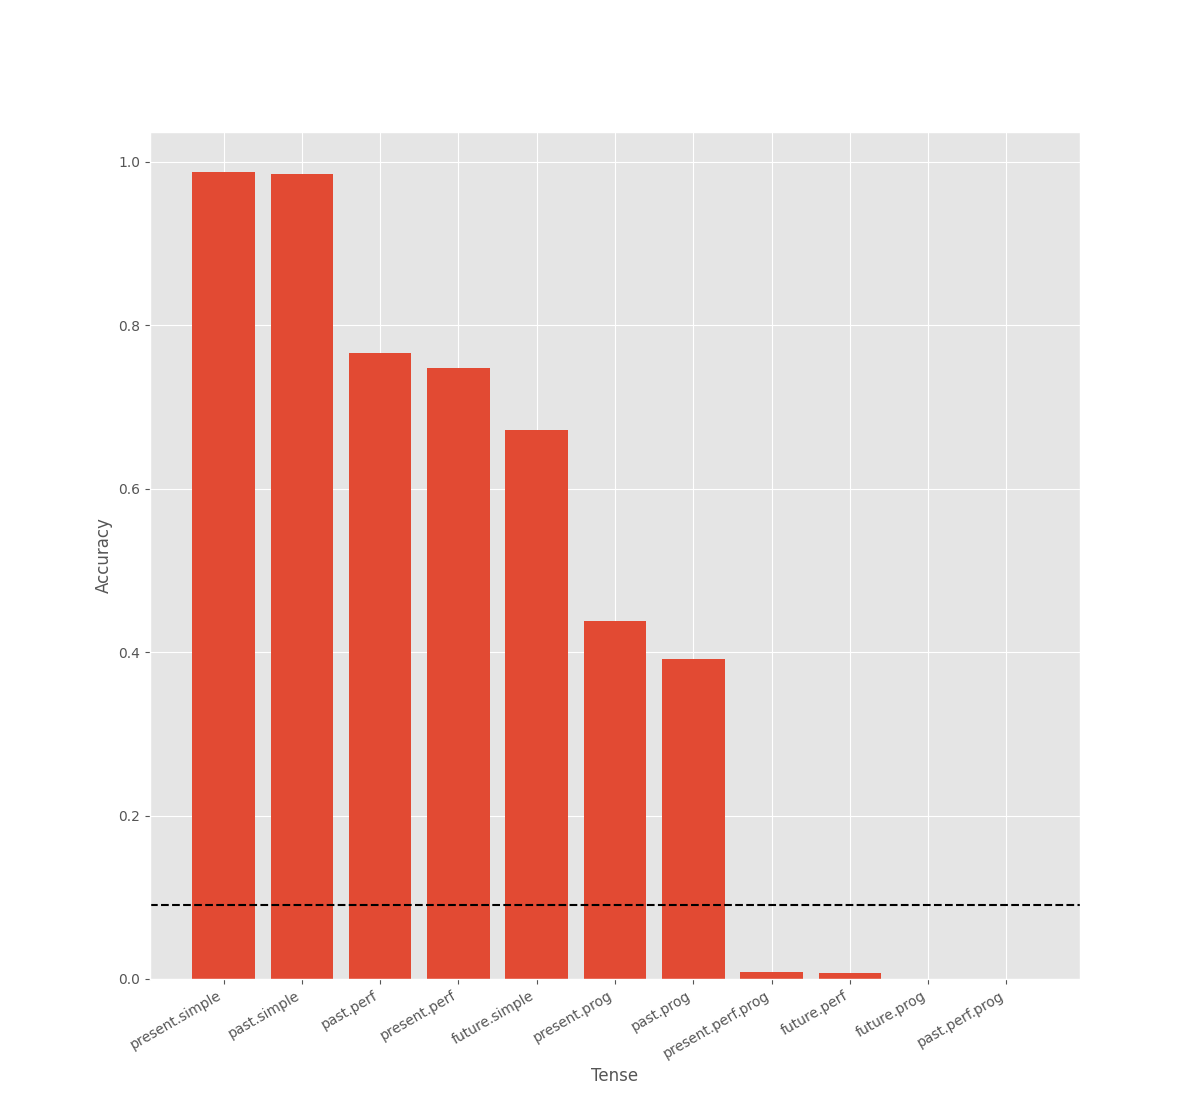 1.0
0.8
0.6
0.4
0.2
0.0
Accuracy
present.simple
past.simple
past.perf
present.perf
future.simple
present.prog
past.prog
present.perf.prog
future.perf
future.prog
past.perf.prog
Tense